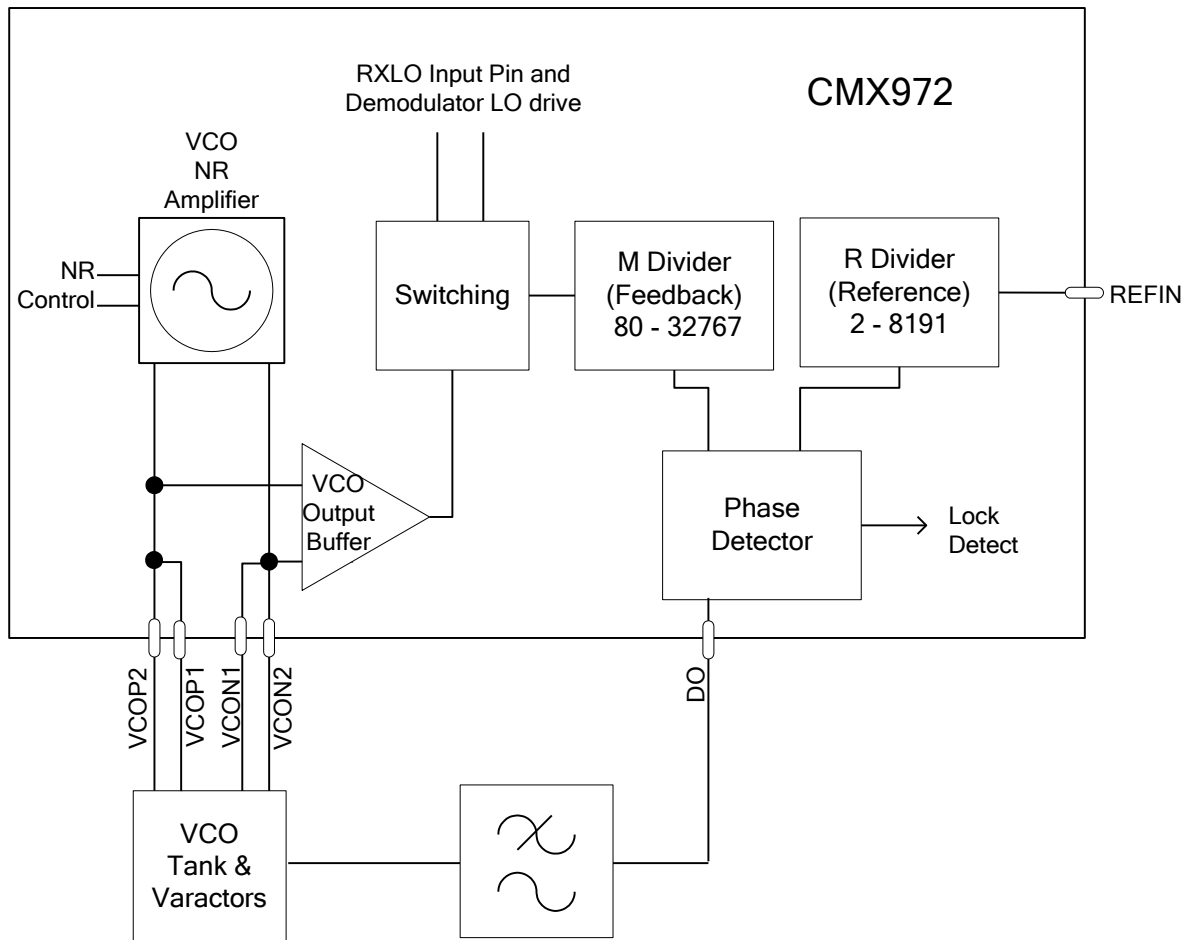 RXLO Input Pin and
Demodulator LO drive
CMX972
VCO
NR
Amplifier
NR
Control
Switching
M Divider
(Feedback)
80 - 32767
R Divider
(Reference)
2 - 8191
REFIN
VCO
Output
Buffer
Phase
Detector
Lock
Detect
VCOP2
VCOP1
VCON1
VCON2
DO
VCO
Tank &
Varactors